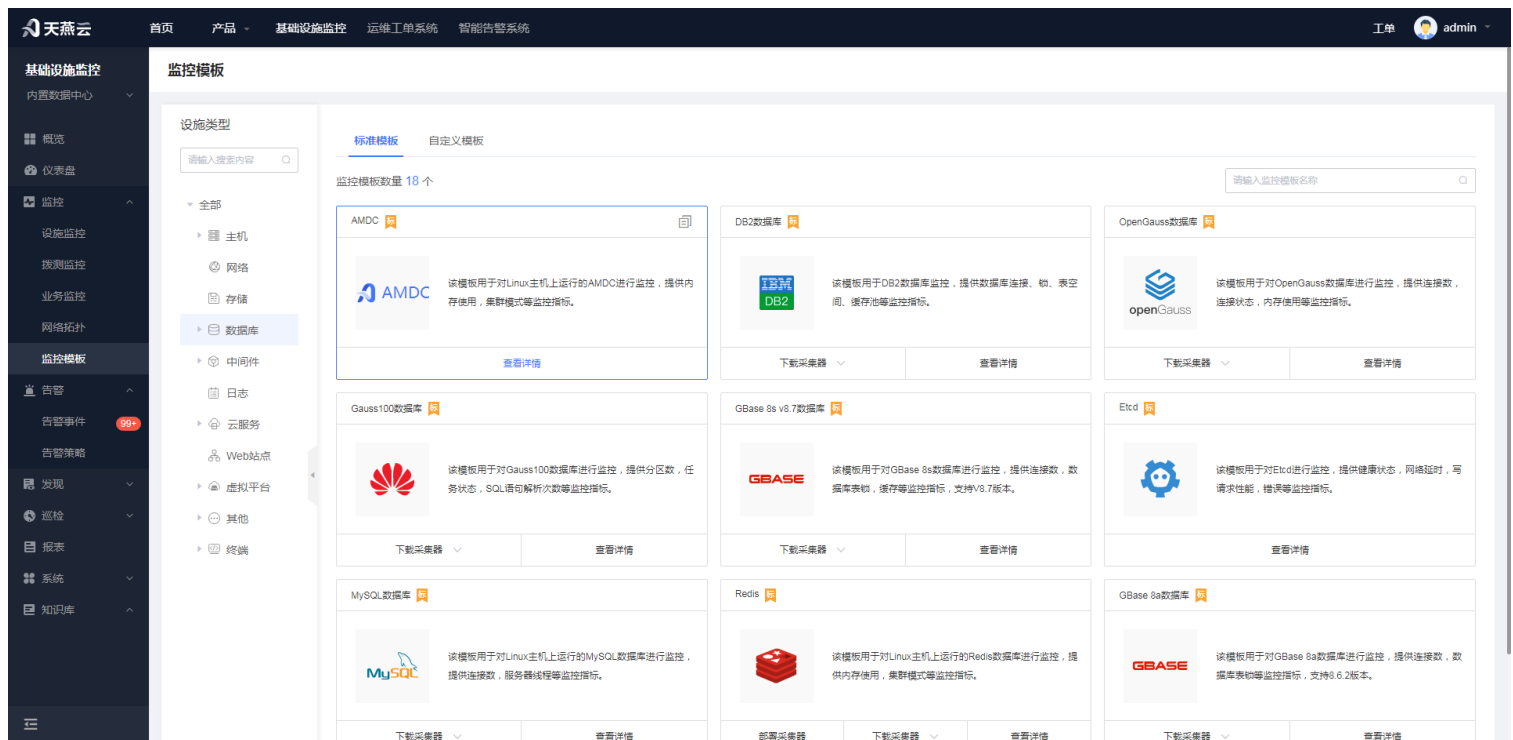 天燕云
首页 产品 基础设施监控 运维工单系统 智能告警系统
工单 admin
基础设施监控
内置数据中心
概览
仪表盘
监控
设施监控
拨测监控
业务监控
网络拓扑
监控模板
告警
告警事件 99+
告警策略
发现
巡检
报表
系统
知识库
监控模板
设施类型
请输入搜索内容
全部
主机
网络
存储
数据库
中间件
日志
云服务
Web站点
虚拟平台
其他
终端
标准模板 自定义模板
监控模板数量 18 个
请输入监控模板名称
AMDC 标
AMDC
该模板用于对Linux主机上运行的AMDC进行监控，提供内
存使用，集群模式等监控指标。
查看详情
DB2数据库 标
IBM
DB2
该模板用于DB2数据库监控，提供数据库连接、锁、表空
间、缓存池等监控指标。
下载采集器 查看详情
OpenGauss数据库 标
openGauss
该模板用于对OpenGauss数据库进行监控，提供连接数，
连接状态，内存使用等监控指标。
下载采集器 查看详情
Gauss100数据库 标
该模板用于对Gauss100数据库进行监控，提供分区数，任
务状态，SQL语句解析次数等监控指标。
下载采集器 查看详情
GBase 8s v8.7数据库 标
GBASE
该模板用于对GBase 8s数据库进行监控，提供连接数，数
据库表锁，缓存等监控指标，支持V8.7版本。
下载采集器 查看详情
Etcd 标
该模板用于对Etcd进行监控，提供健康状态，网络延时，写
请求性能，错误等监控指标。
查看详情
MySQL数据库 标
MySQL
该模板用于对Linux主机上运行的MySQL数据库进行监控，
提供连接数，服务器线程等监控指标。
下载采集器 查看详情
Redis 标
该模板用于对Linux主机上运行的Redis数据库进行监控，提
供内存使用，集群模式等监控指标。
部署采集器 下载采集器 查看详情
GBase 8a数据库 标
GBASE
该模板用于对GBase 8a数据库进行监控，提供连接数，数
据库表锁等监控指标，支持8.6.2版本。
下载采集器 查看详情